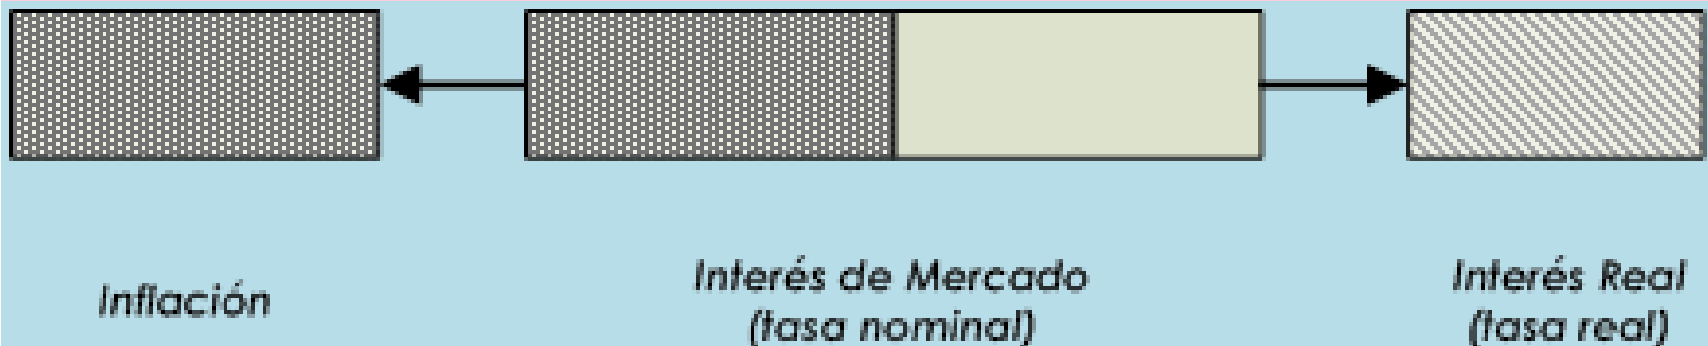 Inflación
Interés de Mercado
(tasa nominal)
Interés Real
(tasa real)